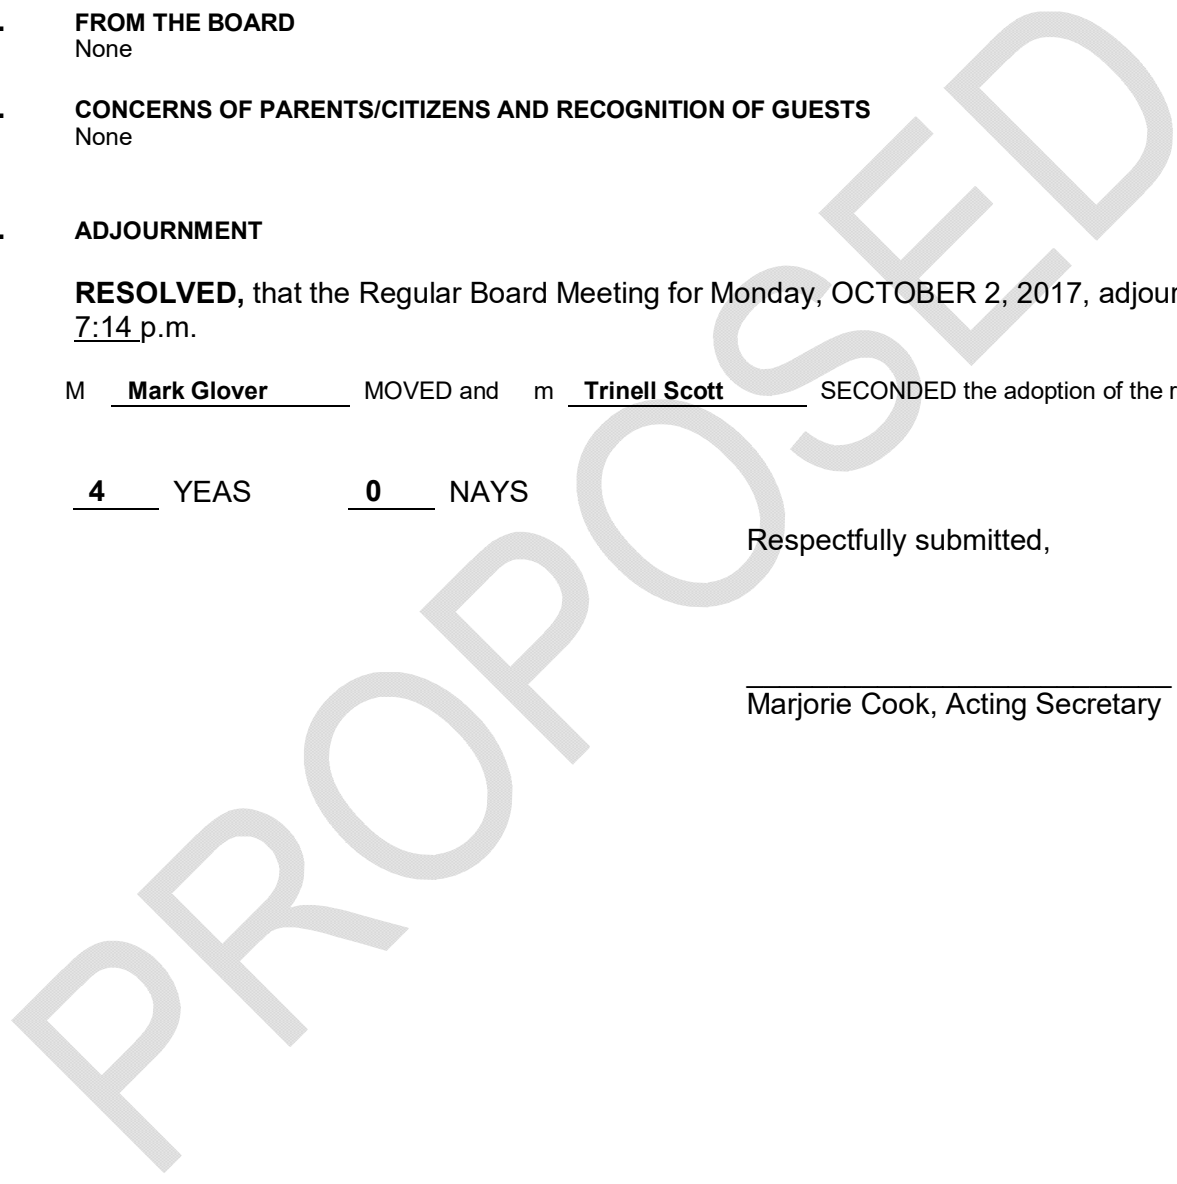 . FROM THE BOARD
None
. CONCERNS OF PARENTS/CITIZENS AND RECOGNITION OF GUESTS
None
. ADJOURNMENT
RESOLVED, that the Regular Board Meeting for Monday, OCTOBER 2, 2017, adjour
7:14 p.m.
M Mark Glover MOVED and m Trinell Scott SECONDED the adoption of the r
4 YEAS 0 NAYS
Respectfully submitted,
Marjorie Cook, Acting Secretary
PROPOSED